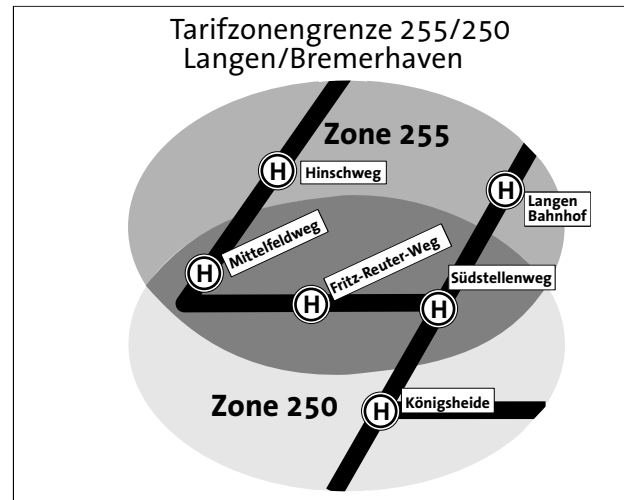 Tarifzonengrenze 255/250
Langen/Bremerhaven
Zone 255
H
Hinschweg
H
Langen
Bahnhof
H
Mittelfeldweg
H
Fritz-Reuter-Weg
H
Südstellenweg
Zone 250
H
Königsheide